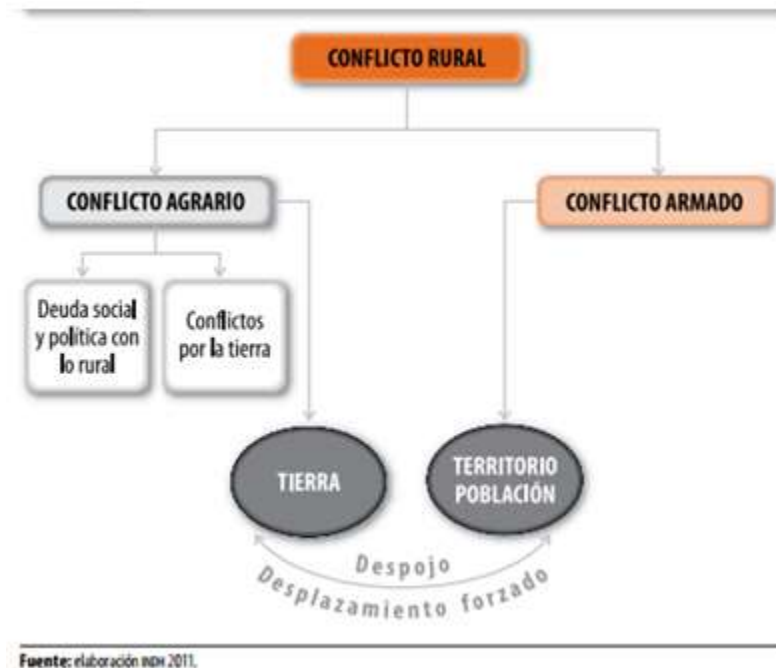 CONFLICTO RURAL
CONFLICTO AGRARIO
CONFLICTO ARMADO
Deuda social
y política con
lo rural
Conflictos
por la tierra
TIERRA
TERRITORIO
POBLACIÓN
Despojo
Desplazamiento forzado
Fuente: elaboración INDH 2011.